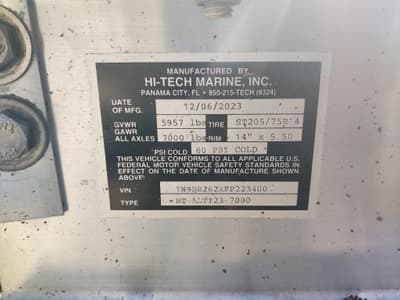 MANUFACTURED BY
HI-TECH MARINE, INC.
PANAMA CITY, FL • 850-215-TECH (8324)
DATE OF MFG. 12/06/2023
GVWR 5957 lbs TIRE ST205/75R14
GAWR ALL AXLES 7000 lbs RIM 14" x 5.50
PSI COLD 60 PSI COLD
THIS VEHICLE CONFORMS TO ALL APPLICABLE U.S.
FEDERAL MOTOR VEHICLE SAFETY STANDARDS IN
EFFECT ON THE DATE OF MANUFACTURE SHOWN
ABOVE.
VIN
TYPE HT-ALT123-7000